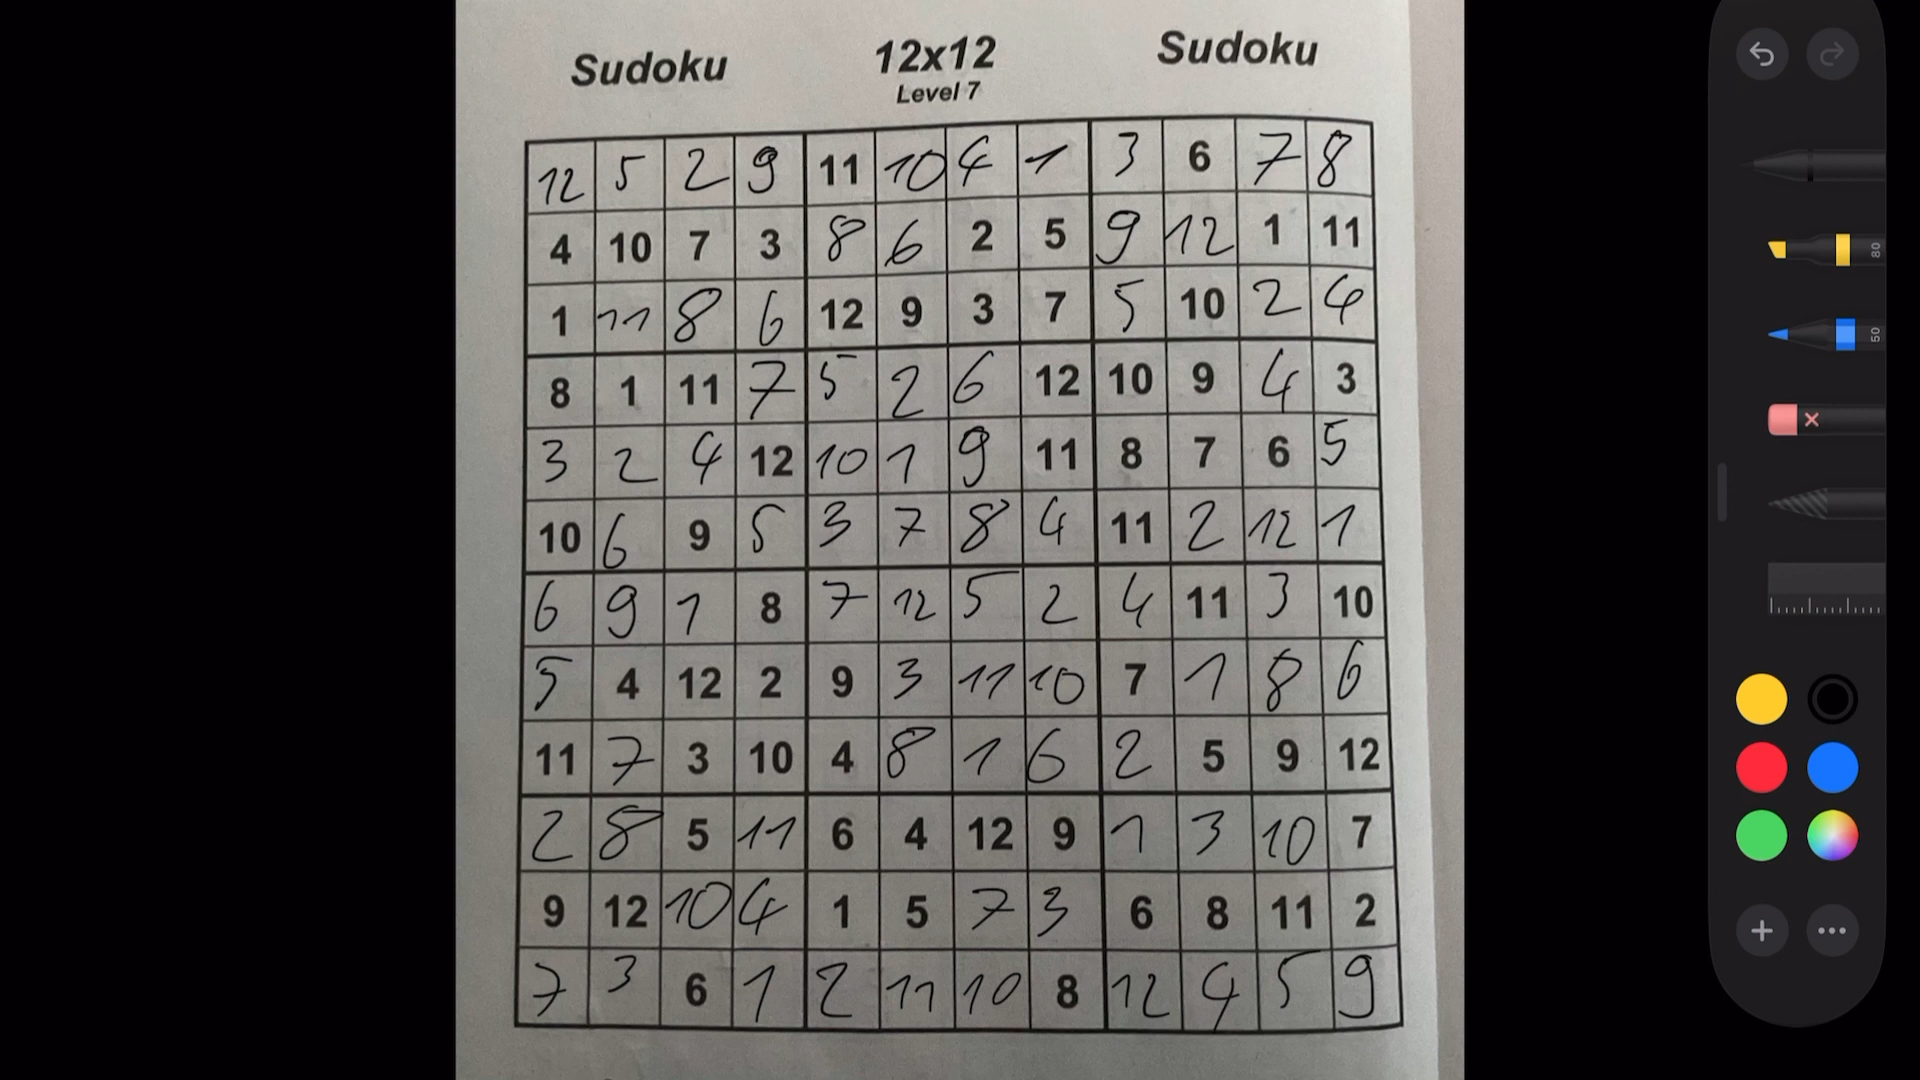 Sudoku 12x12 Sudoku
Level 7
12 5 2 9 11 10 4 1 3 6 7 8
4 10 7 3 8 6 2 5 9 12 1 11
1 11 8 6 12 9 3 7 5 10 2 4
8 1 11 7 5 2 6 12 10 9 4 3
3 2 4 12 10 1 9 11 8 7 6 5
10 6 9 5 3 7 8 4 11 2 12 1
6 9 1 8 7 12 5 2 4 11 3 10
5 4 12 2 9 3 11 10 7 1 8 6
11 7 3 10 4 8 1 6 2 5 9 12
2 8 5 11 6 4 12 9 1 3 10 7
9 12 10 4 1 5 7 3 6 8 11 2
7 3 6 1 2 11 10 8 12 4 5 9
80
50